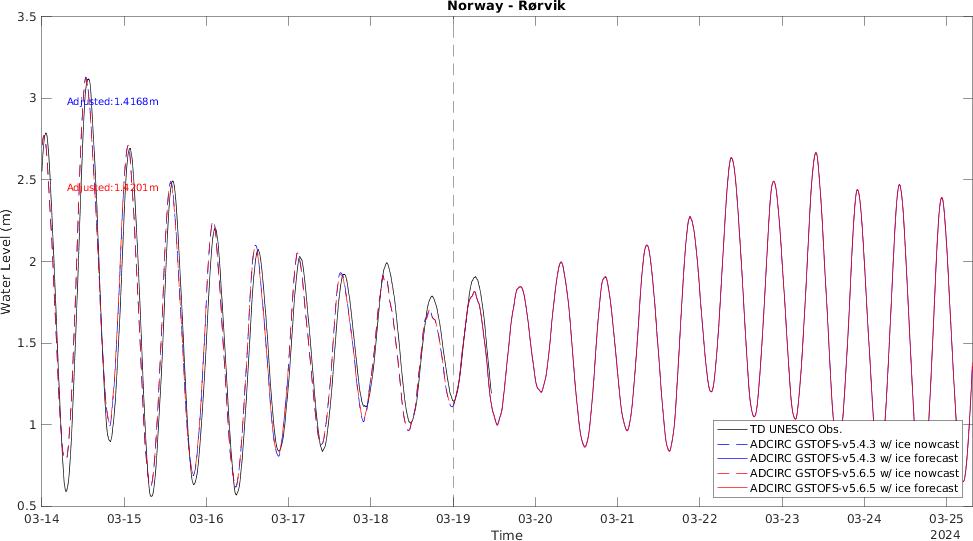 Norway - Rørvik
3.5
3
2.5
2
1.5
1
0.5
Water Level (m)
Adjusted:1.4168m
Adjusted:1.4201m
TD UNESCO Obs.
ADCIRC GSTOFS-v5.4.3 w/ ice nowcast
ADCIRC GSTOFS-v5.4.3 w/ ice forecast
ADCIRC GSTOFS-v5.6.5 w/ ice nowcast
ADCIRC GSTOFS-v5.6.5 w/ ice forecast
03-14 03-15 03-16 03-17 03-18 03-19 03-20 03-21 03-22 03-23 03-24 03-25
Time
2024